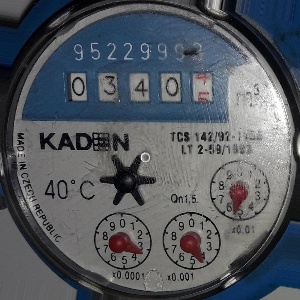 0340
m³
KADEN
TCS 142/92-
LT 2-59/1993
MADE IN CZECH REPUBLIC
40°C
Qn1,5
x0.01
x0.0001
x0.001